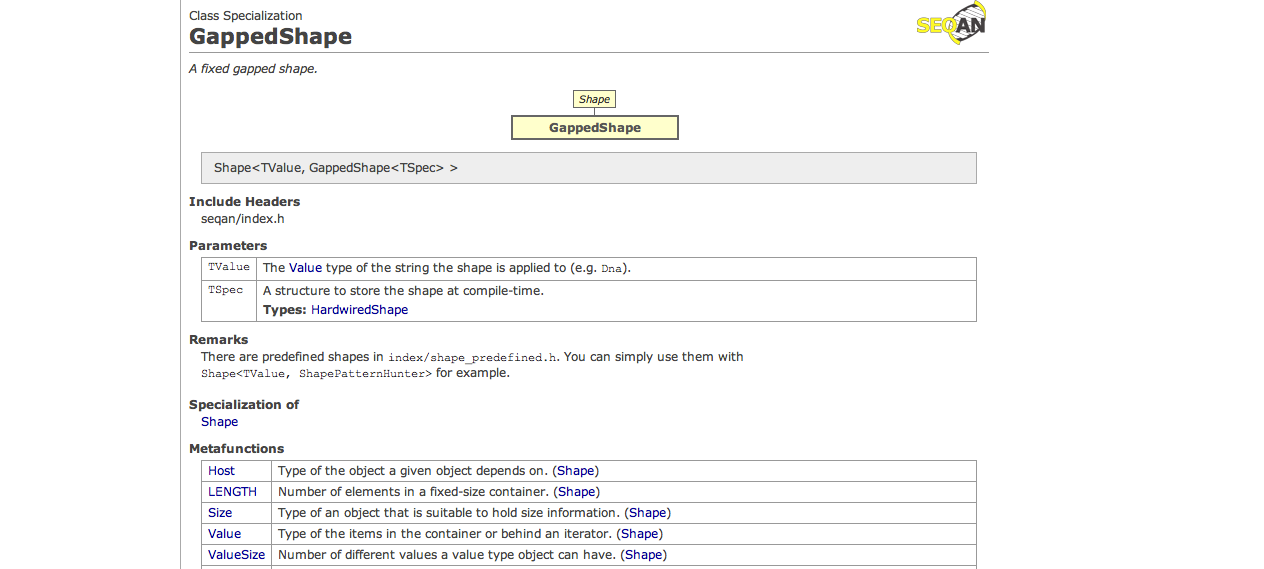 Class Specialization
SEQAN
GappedShape
A fixed gapped shape.
Shape
GappedShape
Shape<TValue, GappedShape<TSpec> >
Include Headers
seqan/index.h
Parameters
TValue The Value type of the string the shape is applied to (e.g. Dna).
TSpec A structure to store the shape at compile-time.
Types: HardwiredShape
Remarks
There are predefined shapes in index/shape_predefined.h. You can simply use them with
Shape<TValue, ShapePatternHunter> for example.
Specialization of
Shape
Metafunctions
Host Type of the object a given object depends on. (Shape)
LENGTH Number of elements in a fixed-size container. (Shape)
Size Type of an object that is suitable to hold size information. (Shape)
Value Type of the items in the container or behind an iterator. (Shape)
ValueSize Number of different values a value type object can have. (Shape)